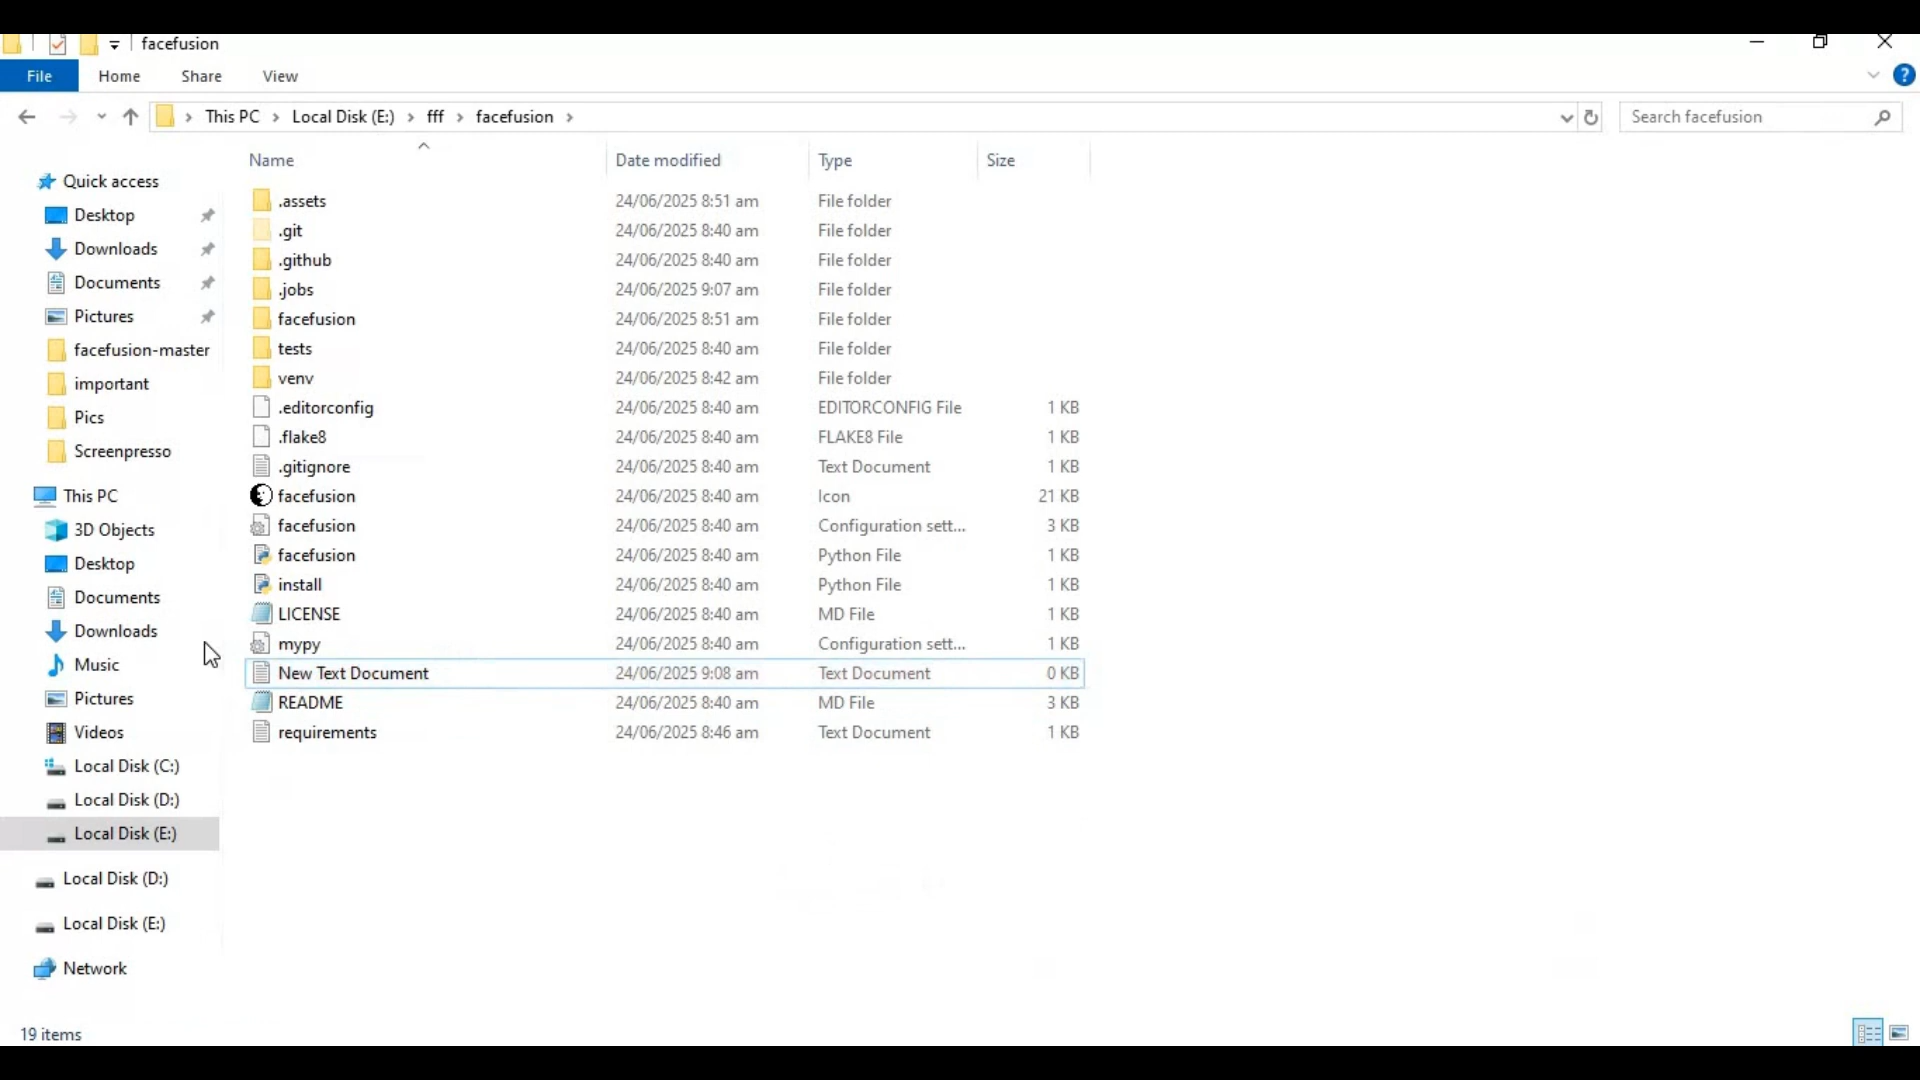 facefusion
File Home Share View
This PC Local Disk (E:) fff facefusion
Search facefusion
Name Date modified Type Size
Quick access
Desktop
Downloads
Documents
Pictures
facefusion-master
important
Pics
Screenpresso
This PC
3D Objects
Desktop
Documents
Downloads
Music
Pictures
Videos
Local Disk (C:)
Local Disk (D:)
Local Disk (E:)
Local Disk (D:)
Local Disk (E:)
Network
.assets 24/06/2025 8:51 am File folder
.git 24/06/2025 8:40 am File folder
.github 24/06/2025 8:40 am File folder
.jobs 24/06/2025 9:07 am File folder
facefusion 24/06/2025 8:51 am File folder
tests 24/06/2025 8:40 am File folder
venv 24/06/2025 8:42 am File folder
.editorconfig 24/06/2025 8:40 am EDITORCONFIG File 1 KB
.flake8 24/06/2025 8:40 am FLAKE8 File 1 KB
.gitignore 24/06/2025 8:40 am Text Document 1 KB
facefusion 24/06/2025 8:40 am Icon 21 KB
facefusion 24/06/2025 8:40 am Configuration sett... 3 KB
facefusion 24/06/2025 8:40 am Python File 1 KB
install 24/06/2025 8:40 am Python File 1 KB
LICENSE 24/06/2025 8:40 am MD File 1 KB
mypy 24/06/2025 8:40 am Configuration sett... 1 KB
New Text Document 24/06/2025 9:08 am Text Document 0 KB
README 24/06/2025 8:40 am MD File 3 KB
requirements 24/06/2025 8:46 am Text Document 1 KB
19 items